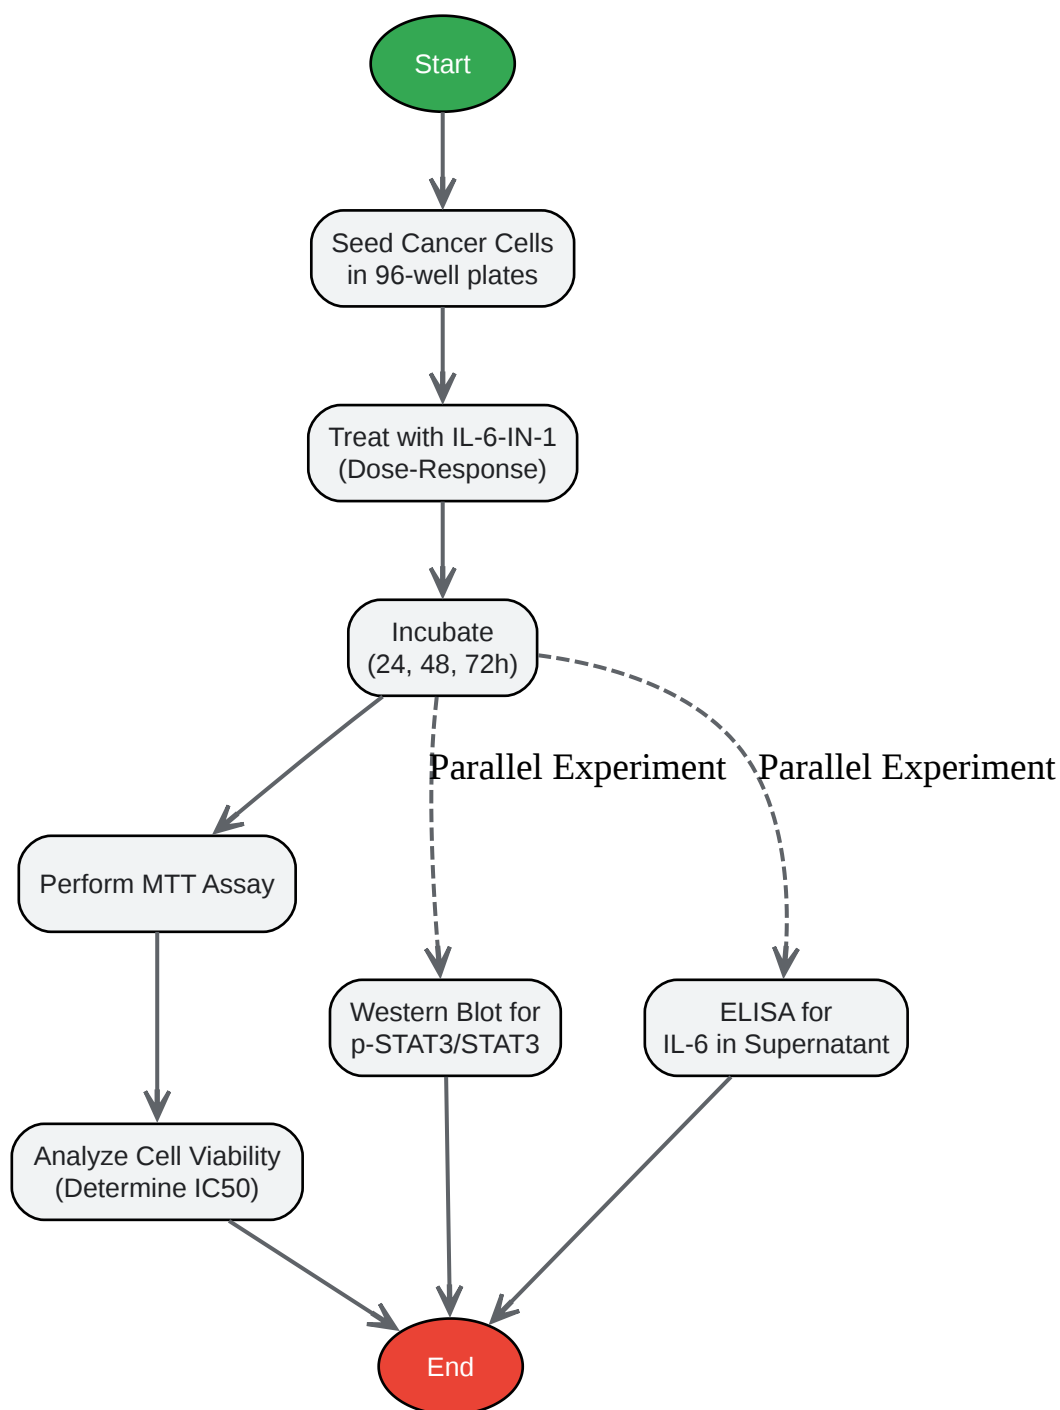 Start
Seed Cancer Cells
in 96-well plates
Treat with IL-6-IN-1
(Dose-Response)
Incubate
(24, 48, 72h)
Parallel Experiment
Parallel Experiment
Perform MTT Assay
Western Blot for
p-STAT3/STAT3
ELISA for
IL-6 in Supernatant
Analyze Cell Viability
(Determine IC50)
End